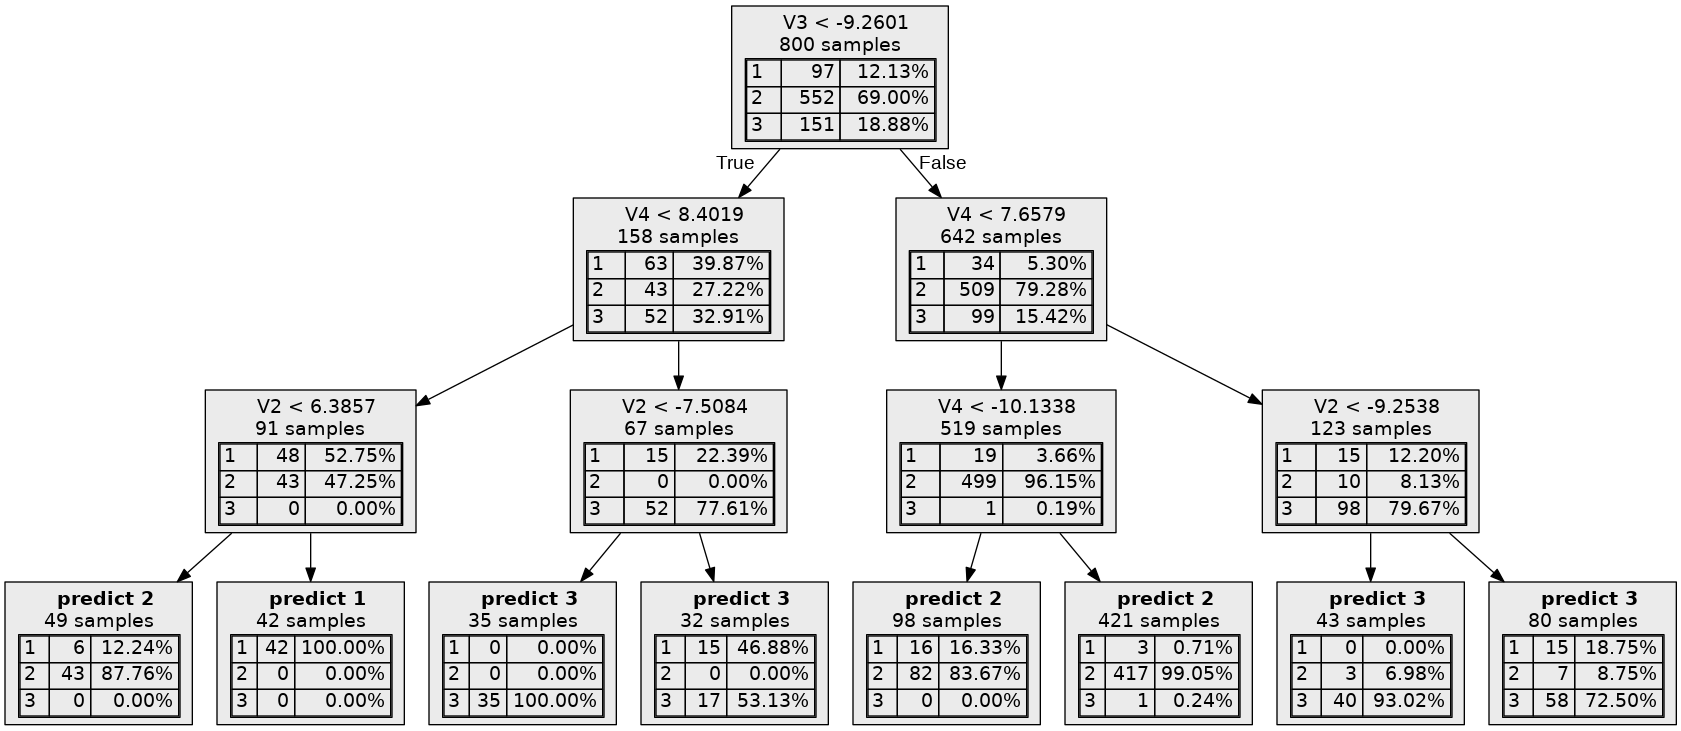 V3 < -9.2601
800 samples
1 97 12.13%
2 552 69.00%
3 151 18.88%
True
False
V4 < 8.4019
158 samples
1 63 39.87%
2 43 27.22%
3 52 32.91%
V4 < 7.6579
642 samples
1 34 5.30%
2 509 79.28%
3 99 15.42%
V2 < 6.3857
91 samples
1 48 52.75%
2 43 47.25%
3 0 0.00%
V2 < -7.5084
67 samples
1 15 22.39%
2 0 0.00%
3 52 77.61%
V4 < -10.1338
519 samples
1 19 3.66%
2 499 96.15%
3 1 0.19%
V2 < -9.2538
123 samples
1 15 12.20%
2 10 8.13%
3 98 79.67%
predict 2
49 samples
1 6 12.24%
2 43 87.76%
3 0 0.00%
predict 1
42 samples
1 42 100.00%
2 0 0.00%
3 0 0.00%
predict 3
35 samples
1 0 0.00%
2 0 0.00%
3 35 100.00%
predict 3
32 samples
1 15 46.88%
2 0 0.00%
3 17 53.13%
predict 2
98 samples
1 16 16.33%
2 82 83.67%
3 0 0.00%
predict 2
421 samples
1 3 0.71%
2 417 99.05%
3 1 0.24%
predict 3
43 samples
1 0 0.00%
2 3 6.98%
3 40 93.02%
predict 3
80 samples
1 15 18.75%
2 7 8.75%
3 58 72.50%